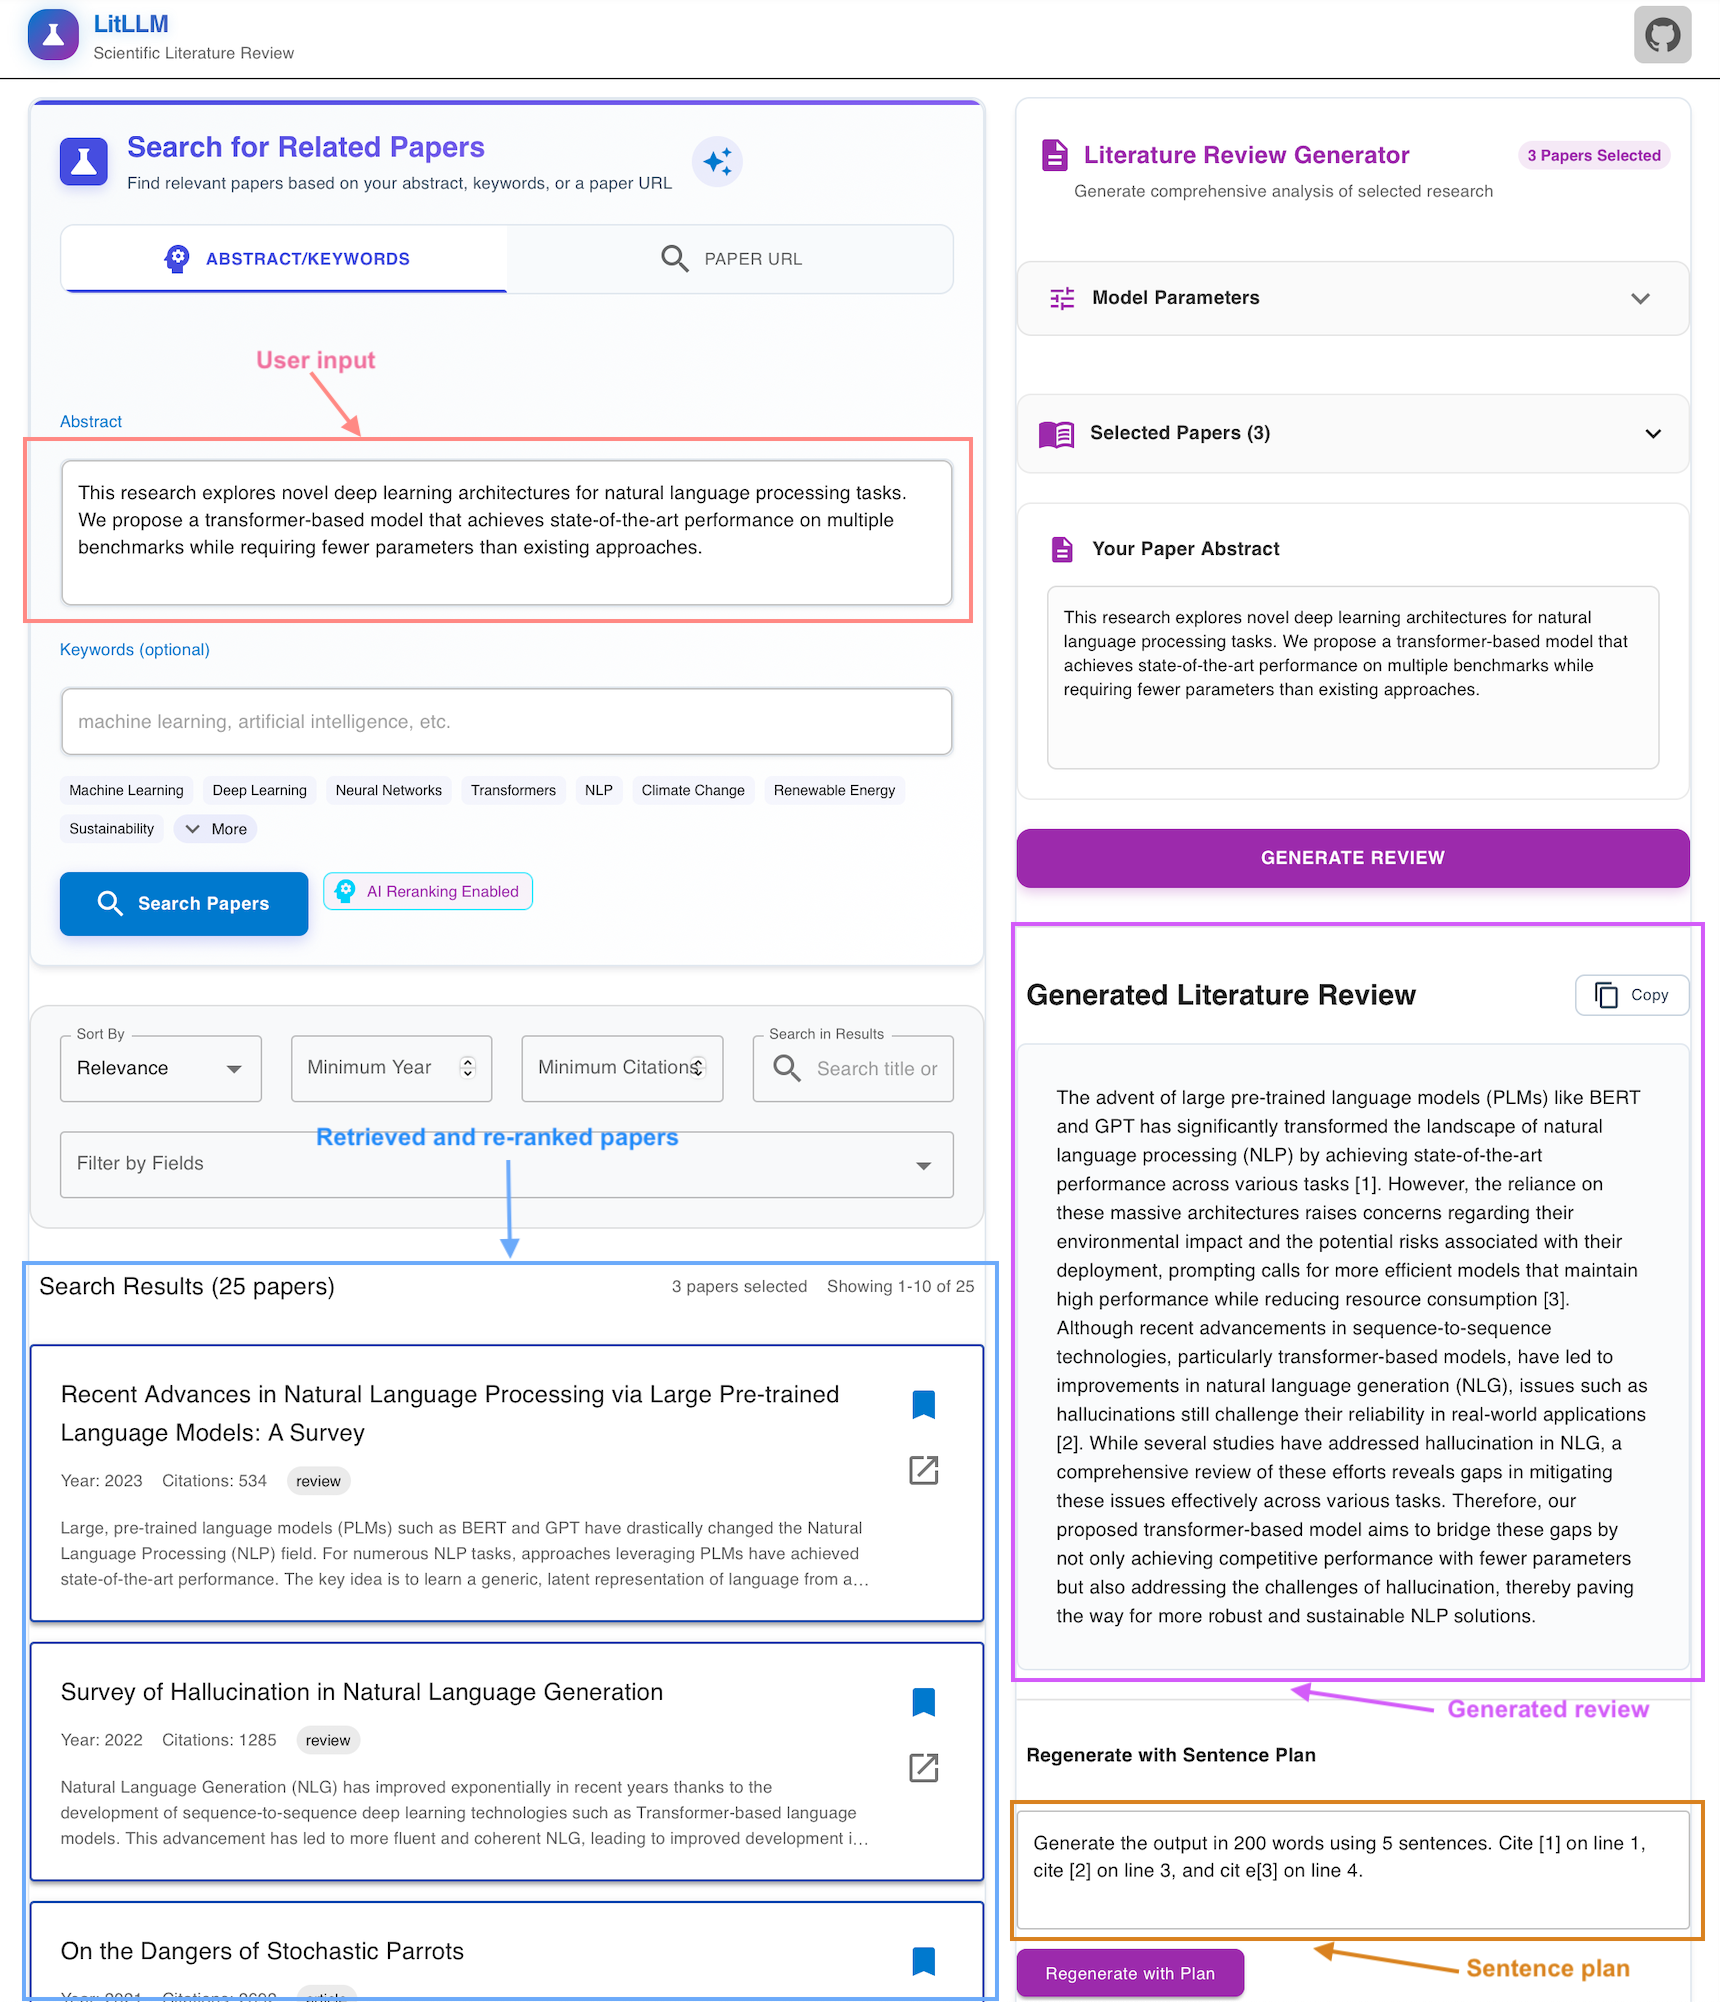 LitLLM
Scientific Literature Review
Search for Related Papers
Find relevant papers based on your abstract, keywords, or a paper URL
ABSTRACT/KEYWORDS
PAPER URL
User input
Abstract
This research explores novel deep learning architectures for natural language processing tasks.
We propose a transformer-based model that achieves state-of-the-art performance on multiple
benchmarks while requiring fewer parameters than existing approaches.
Keywords (optional)
machine learning, artificial intelligence, etc.
Machine Learning Deep Learning Neural Networks Transformers NLP Climate Change Renewable Energy
Sustainability More
Search Papers
AI Reranking Enabled
Sort By
Relevance
Minimum Year
Minimum Citations
Search in Results
Search title or
Retrieved and re-ranked papers
Filter by Fields
Search Results (25 papers)
3 papers selected Showing 1-10 of 25
Recent Advances in Natural Language Processing via Large Pre-trained
Language Models: A Survey
Year: 2023 Citations: 534 review
Large, pre-trained language models (PLMs) such as BERT and GPT have drastically changed the Natural
Language Processing (NLP) field. For numerous NLP tasks, approaches leveraging PLMs have achieved
state-of-the-art performance. The key idea is to learn a generic, latent representation of language from a...
Survey of Hallucination in Natural Language Generation
Year: 2022 Citations: 1285 review
Natural Language Generation (NLG) has improved exponentially in recent years thanks to the
development of sequence-to-sequence deep learning technologies such as Transformer-based language
models. This advancement has led to more fluent and coherent NLG, leading to improved development i...
On the Dangers of Stochastic Parrots
Year: 2021 Citations:
Literature Review Generator
3 Papers Selected
Generate comprehensive analysis of selected research
Model Parameters
Selected Papers (3)
Your Paper Abstract
This research explores novel deep learning architectures for natural
language processing tasks. We propose a transformer-based model that
achieves state-of-the-art performance on multiple benchmarks while
requiring fewer parameters than existing approaches.
GENERATE REVIEW
Generated Literature Review
Copy
The advent of large pre-trained language models (PLMs) like BERT
and GPT has significantly transformed the landscape of natural
language processing (NLP) by achieving state-of-the-art
performance across various tasks [1]. However, the reliance on
these massive architectures raises concerns regarding their
environmental impact and the potential risks associated with their
deployment, prompting calls for more efficient models that maintain
high performance while reducing resource consumption [3].
Although recent advancements in sequence-to-sequence
technologies, particularly transformer-based models, have led to
improvements in natural language generation (NLG), issues such as
hallucinations still challenge their reliability in real-world applications
[2]. While several studies have addressed hallucination in NLG, a
comprehensive review of these efforts reveals gaps in mitigating
these issues effectively across various tasks. Therefore, our
proposed transformer-based model aims to bridge these gaps by
not only achieving competitive performance with fewer parameters
but also addressing the challenges of hallucination, thereby paving
the way for more robust and sustainable NLP solutions.
Generated review
Regenerate with Sentence Plan
Generate the output in 200 words using 5 sentences. Cite [1] on line 1,
cite [2] on line 3, and cit e[3] on line 4.
Regenerate with Plan
Sentence plan